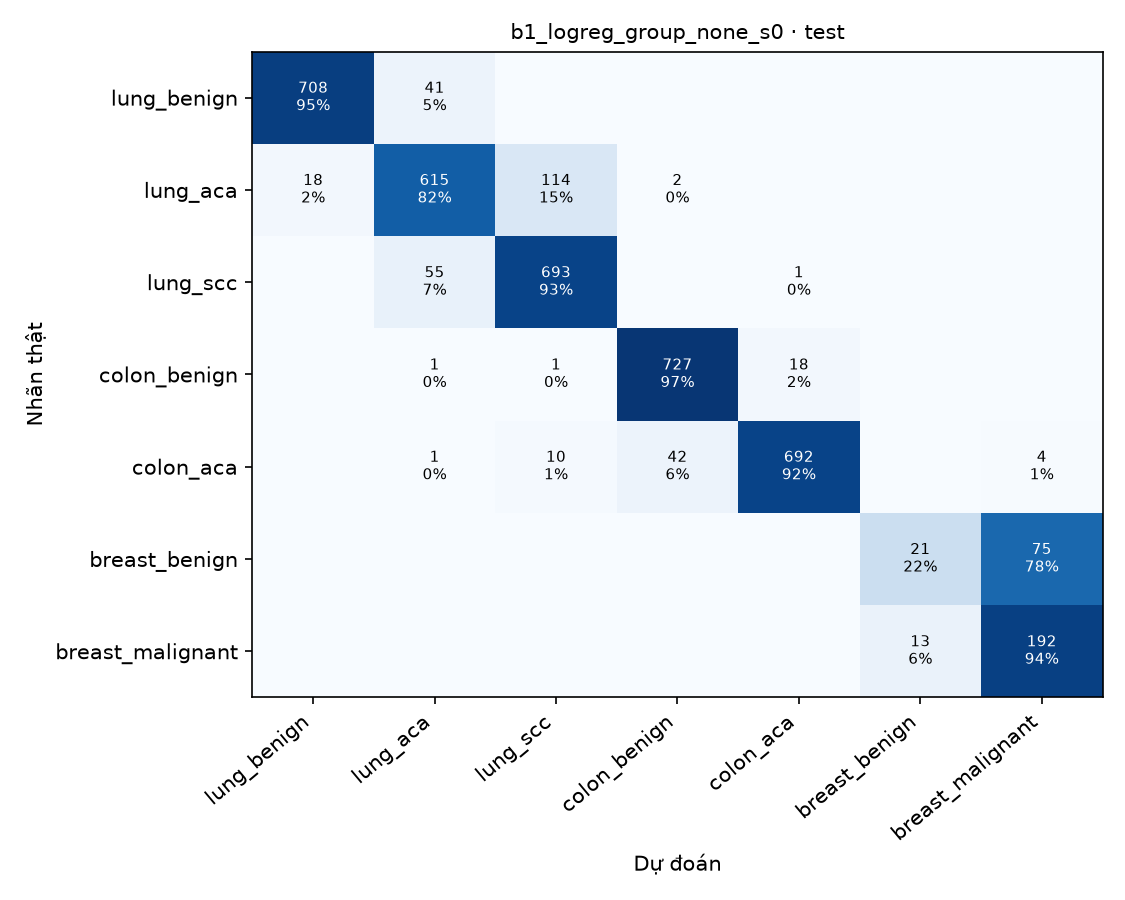 b1_logreg_group_none_s0 · test
Nhãn thật
lung_benign
708
95%
41
5%
lung_aca
18
2%
615
82%
114
15%
2
0%
lung_scc
55
7%
693
93%
1
0%
colon_benign
1
0%
1
0%
727
97%
18
2%
colon_aca
1
0%
10
1%
42
6%
692
92%
4
1%
breast_benign
21
22%
75
78%
breast_malignant
13
6%
192
94%
lung_benign
lung_aca
lung_scc
colon_benign
colon_aca
breast_benign
breast_malignant
Dự đoán